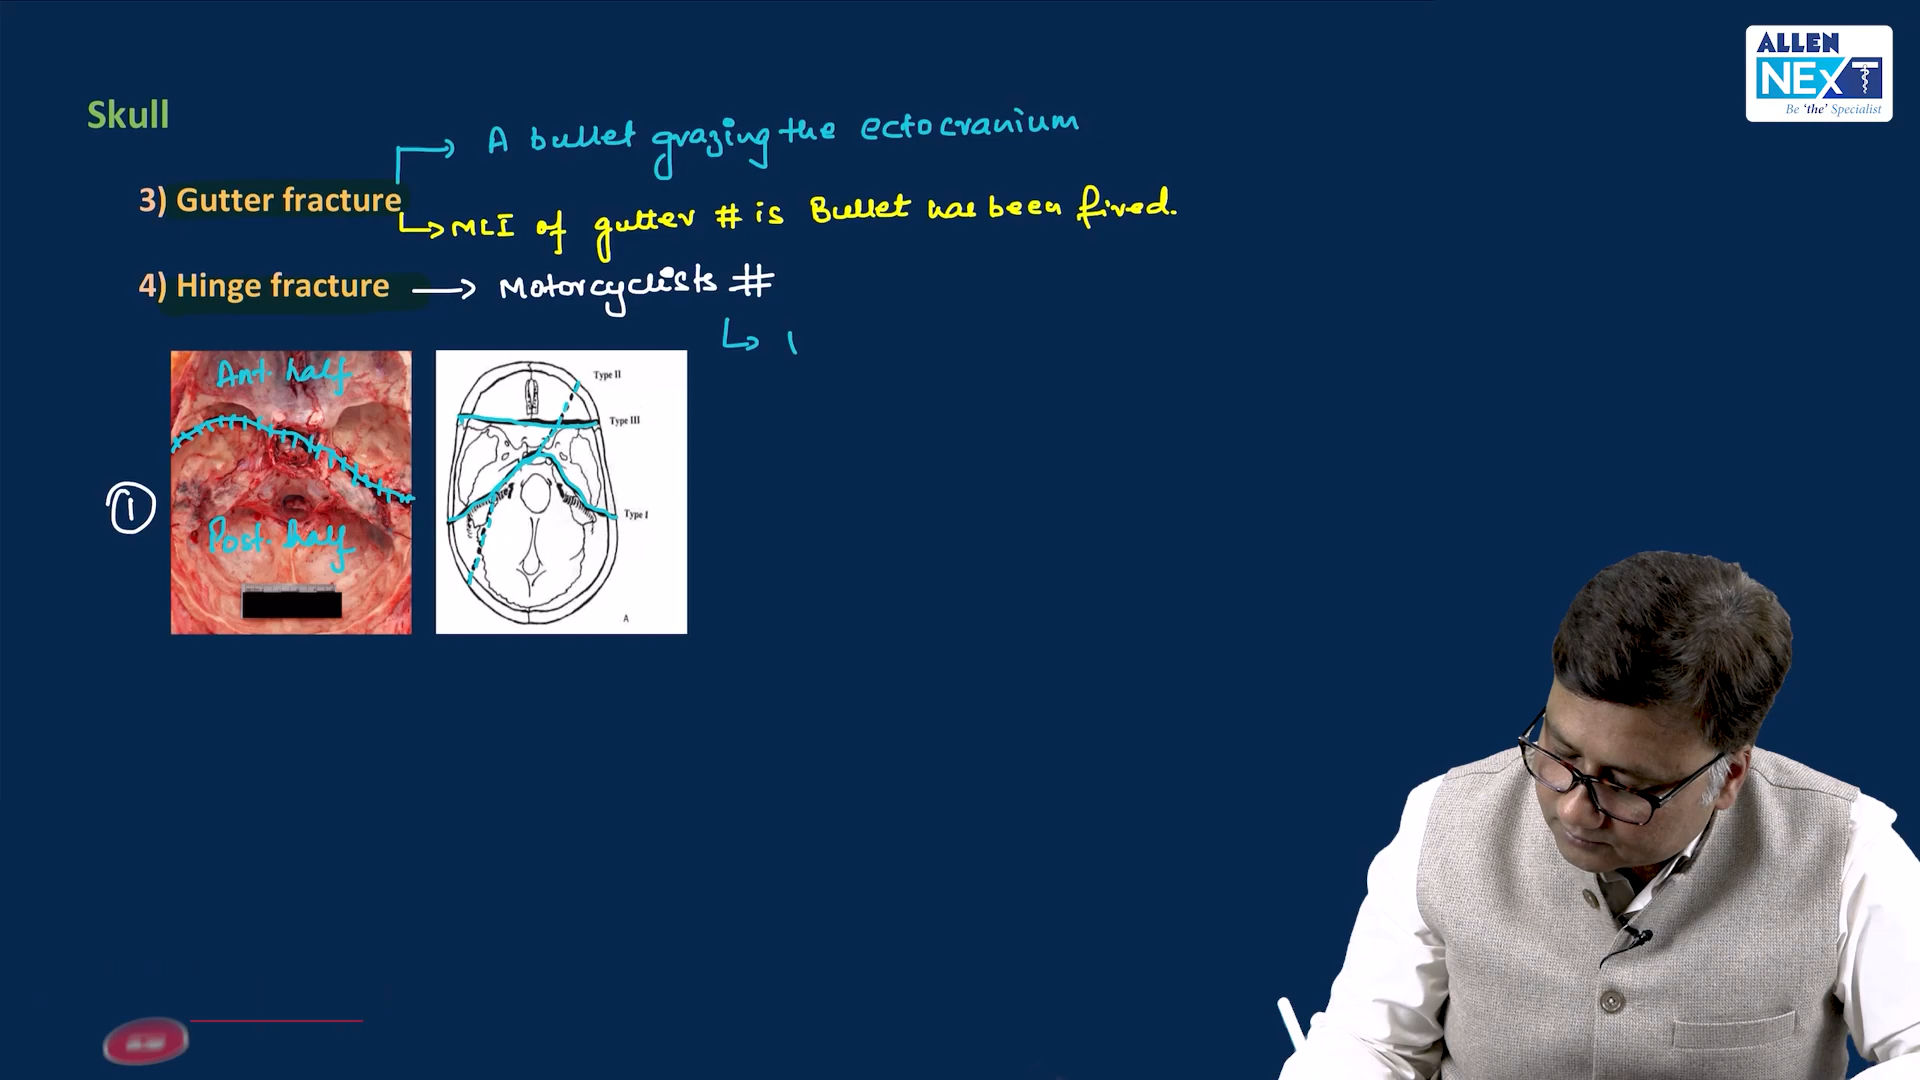 ALLEN
NEXT
Be 'the' Specialist
Skull
A bullet grazing the ectocranium
3) Gutter fracture
MLI of gutter # is Bullet has been fired.
4) Hinge fracture → Motorcyclists #
Ant. half
Type II
Type III
1
Post. half
Type I
A